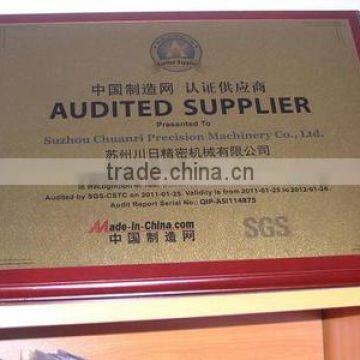 Audited Supplier
中国制造网 认证供应商
AUDITED SUPPLIER
Presented To
Suzhou Chuanri Precision Machinery Co., Ltd.
苏州川日精密机械有限公司
tradekey.com
Audited by SGS-CSTC on 2011-01-25. Validity is from 2011-01-25 to 2012-01-24.
Audit Report Serial No.: QIP-ASI114875
Made-in-China.com
中国制造网
SGS